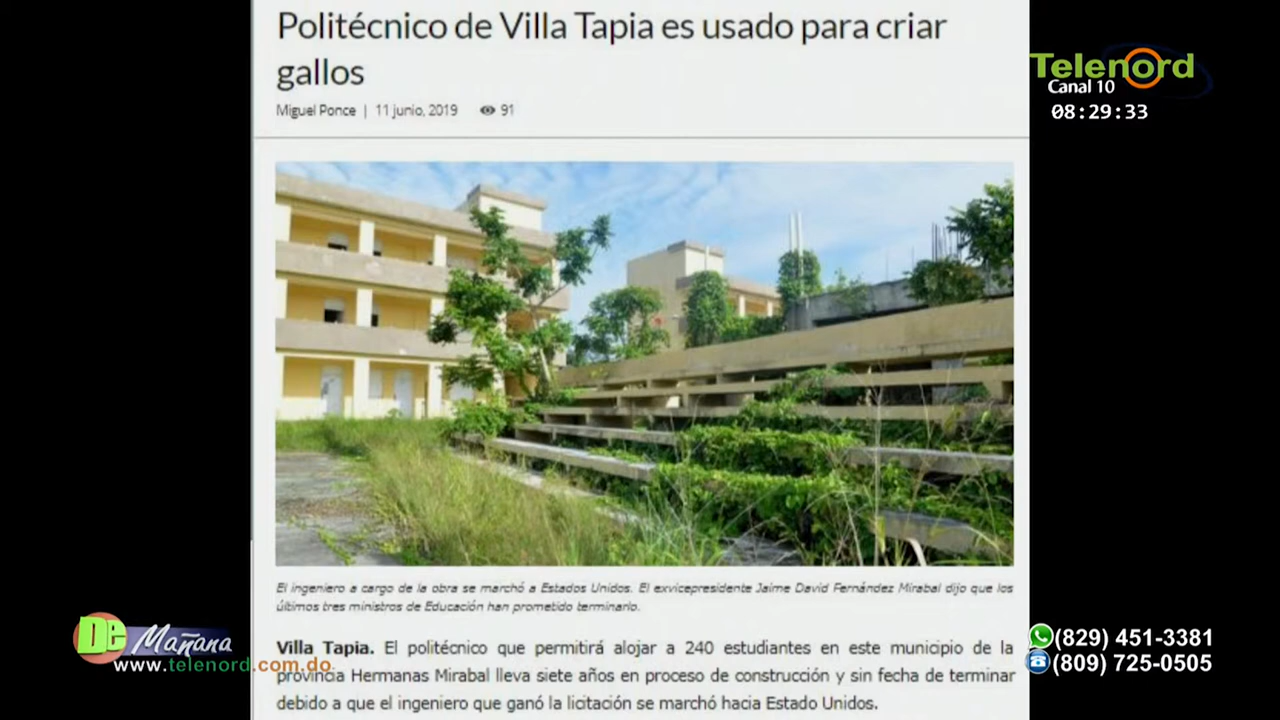 Politécnico de Villa Tapia es usado para criar
gallos
Miguel Ponce | 11 junio, 2019 91
Telenord
Canal 10
08:29:33
El ingeniero a cargo de la obra se marchó a Estados Unidos. El exvicepresidente Jaime David Fernández Mirabal dijo que los
últimos tres ministros de Educación han prometido terminarlo.
Villa Tapia. El politécnico que permitirá alojar a 240 estudiantes en este municipio de la
provincia Hermanas Mirabal lleva siete años en proceso de construcción y sin fecha de terminar
debido a que el ingeniero que ganó la licitación se marchó hacia Estado Unidos.
De Mañana
www.telenord.com.do
(829) 451-3381
(809) 725-0505